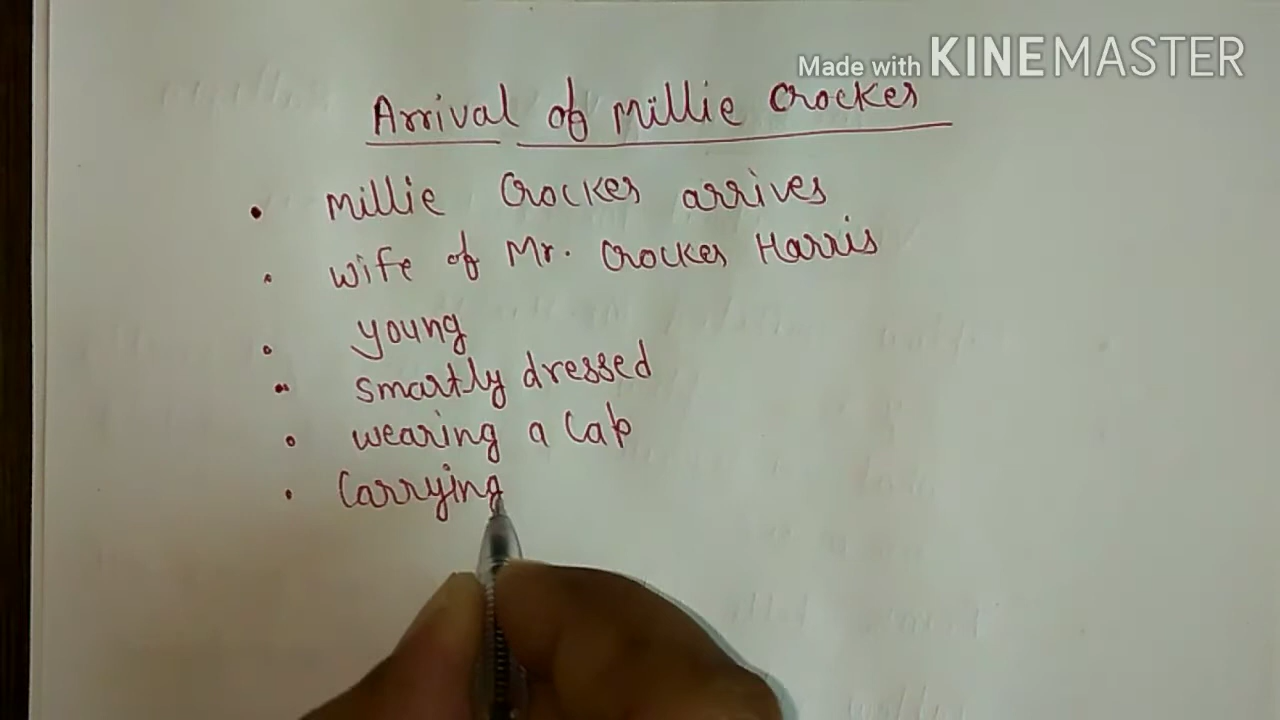 Made with KINEMASTER
Arrival of Millie Crocker
• Millie Crocker arrives
• wife of Mr. Crocker Harris
• young
• smartly dressed
• wearing a cap
• Carrying